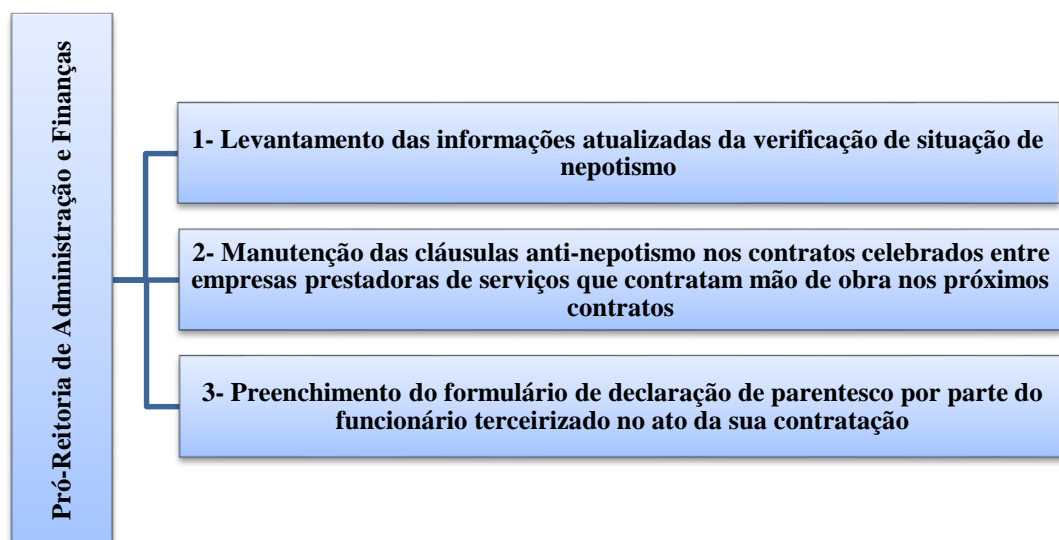 Pró-Reitoria de Administração e Finanças
1- Levantamento das informações atualizadas da verificação de situação de
nepotismo
2- Manutenção das cláusulas anti-nepotismo nos contratos celebrados entre
empresas prestadoras de serviços que contratam mão de obra nos próximos
contratos
3- Preenchimento do formulário de declaração de parentesco por parte do
funcionário terceirizado no ato da sua contratação